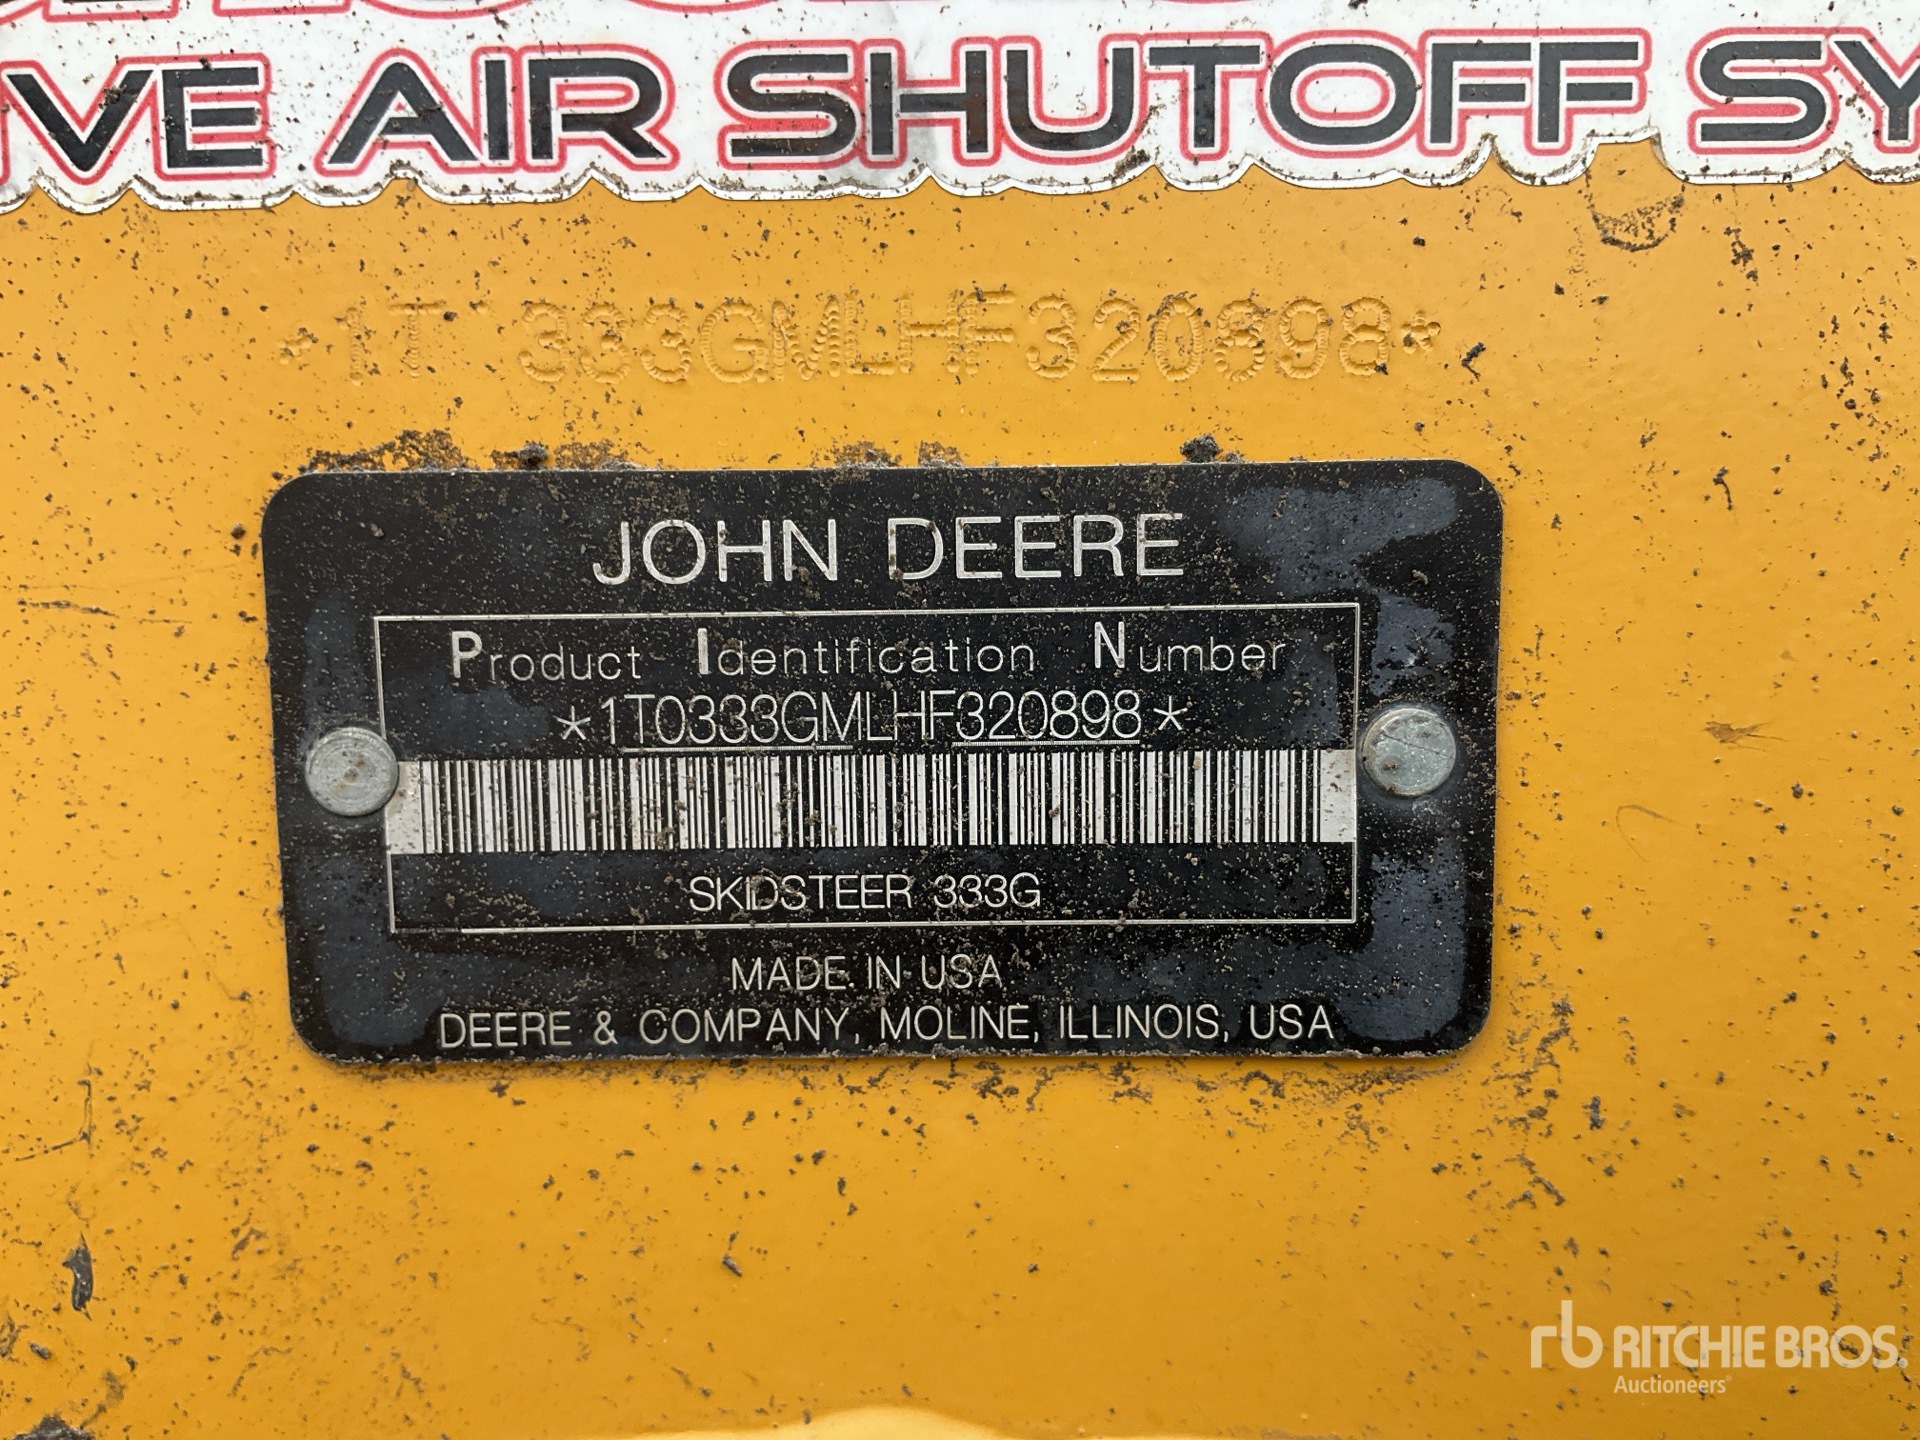 VE AIR SHUTOFF SY
*1T 333GMLHF320898*
JOHN DEERE
Product Identification Number
*1T0333GMLHF320898*
SKIDSTEER 333G
MADE IN USA
DEERE & COMPANY, MOLINE, ILLINOIS, USA
rb RITCHIE BROS.
Auctioneers